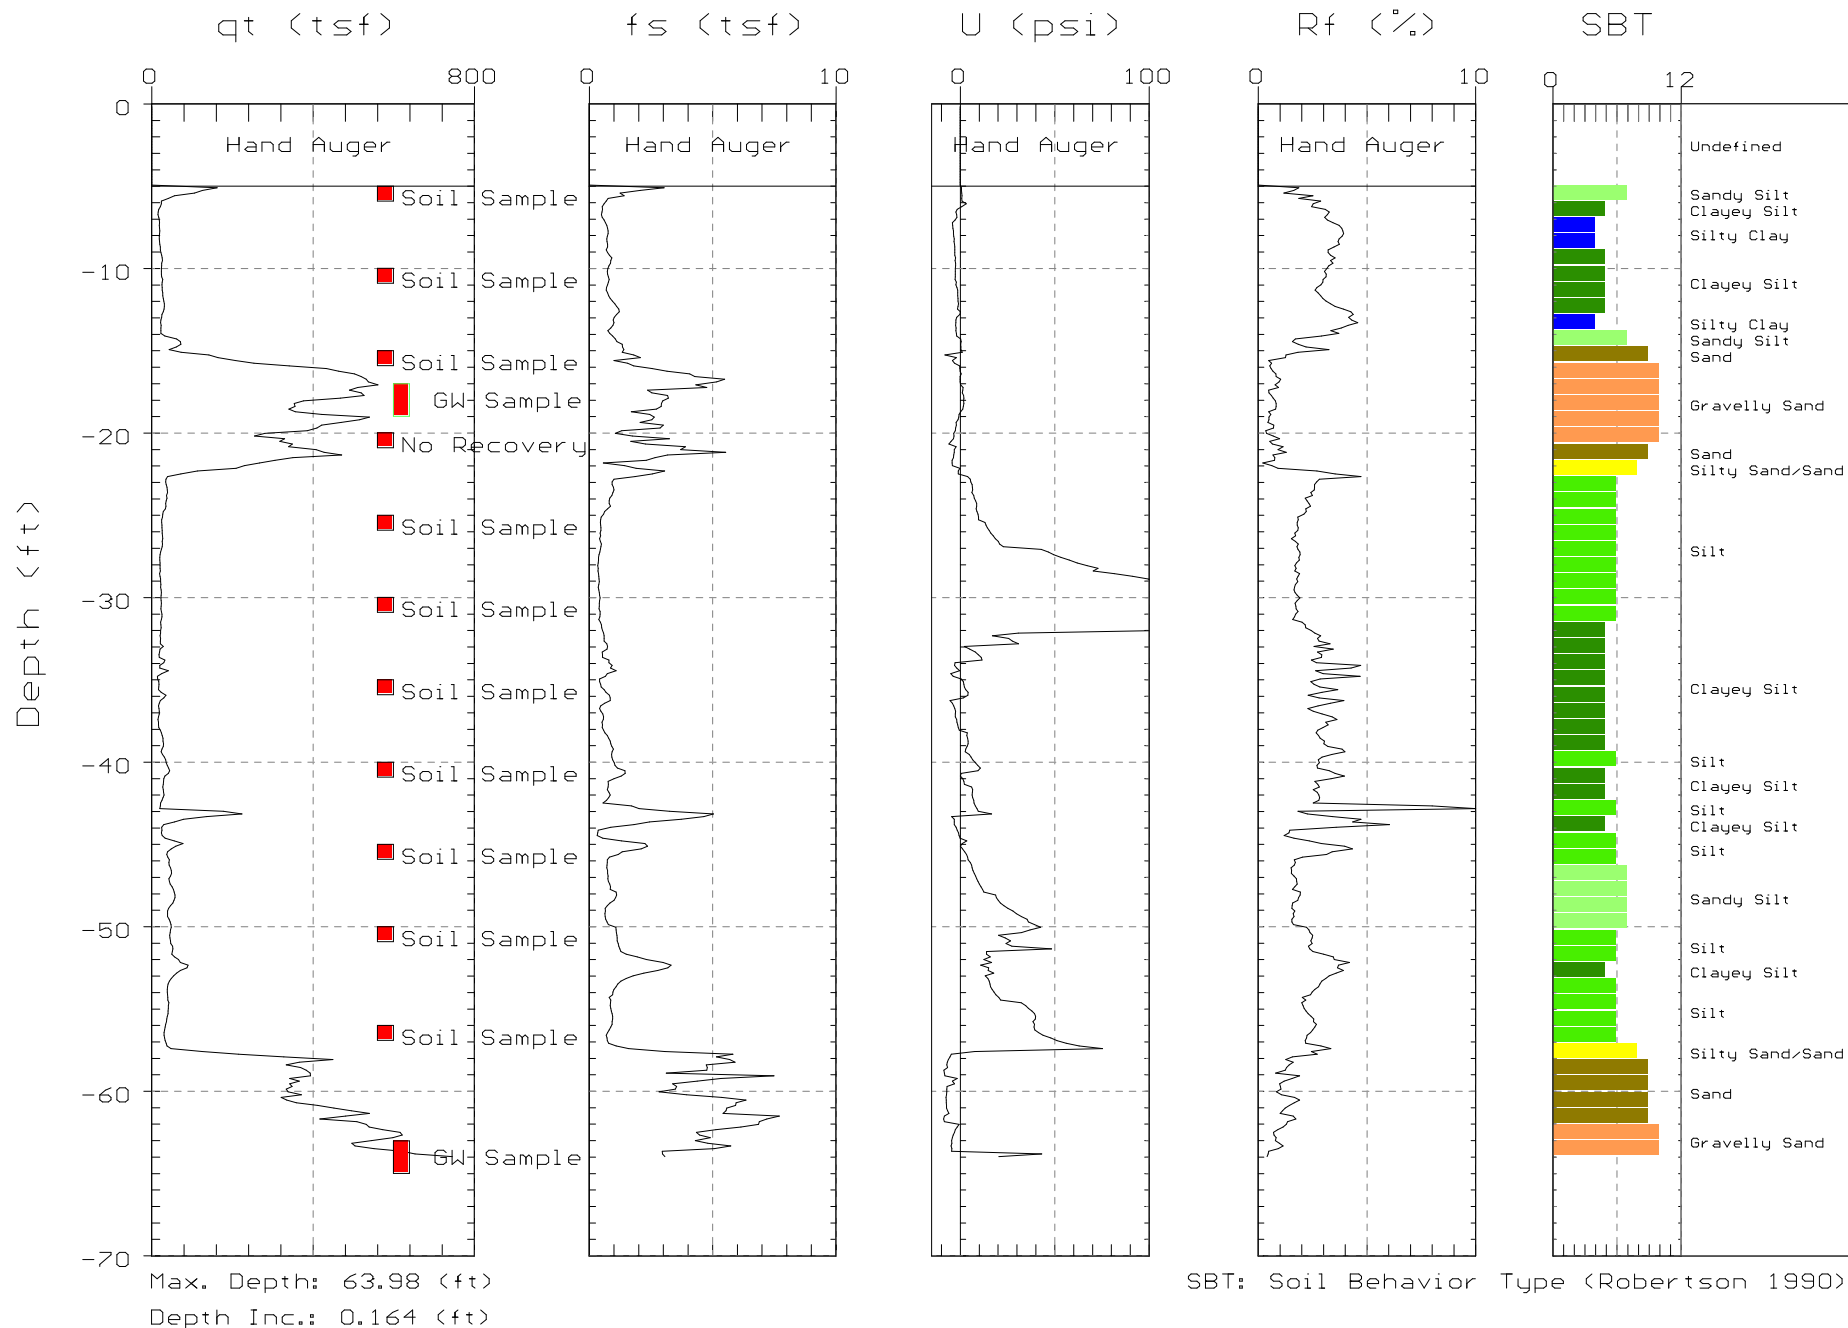 qt (tsf) fs (tsf) U (psi) Rf (%) SBT
0 800 0 10 0 100 0 10 0 12
0
Hand Auger Hand Auger Hand Auger Hand Auger Undefined
Soil Sample Sandy Silt
Clayey Silt
Silty Clay
-10
Soil Sample Clayey Silt
Silty Clay
Sandy Silt
Soil Sample Sand
GW Sample Gravelly Sand
-20
No Recovery Sand
Silty Sand/Sand
Soil Sample
Silt
-30
Soil Sample
Soil Sample Clayey Silt
-40 Silt
Soil Sample Clayey Silt
Silt
Clayey Silt
Soil Sample Silt
Sandy Silt
-50
Soil Sample Silt
Clayey Silt
Silt
Soil Sample
Silty Sand/Sand
-60 Sand
GW Sample Gravelly Sand
-70
Depth (ft)
Max. Depth: 63.98 (ft) SBT: Soil Behavior Type (Robertson 1990)
Depth Inc.: 0.164 (ft)